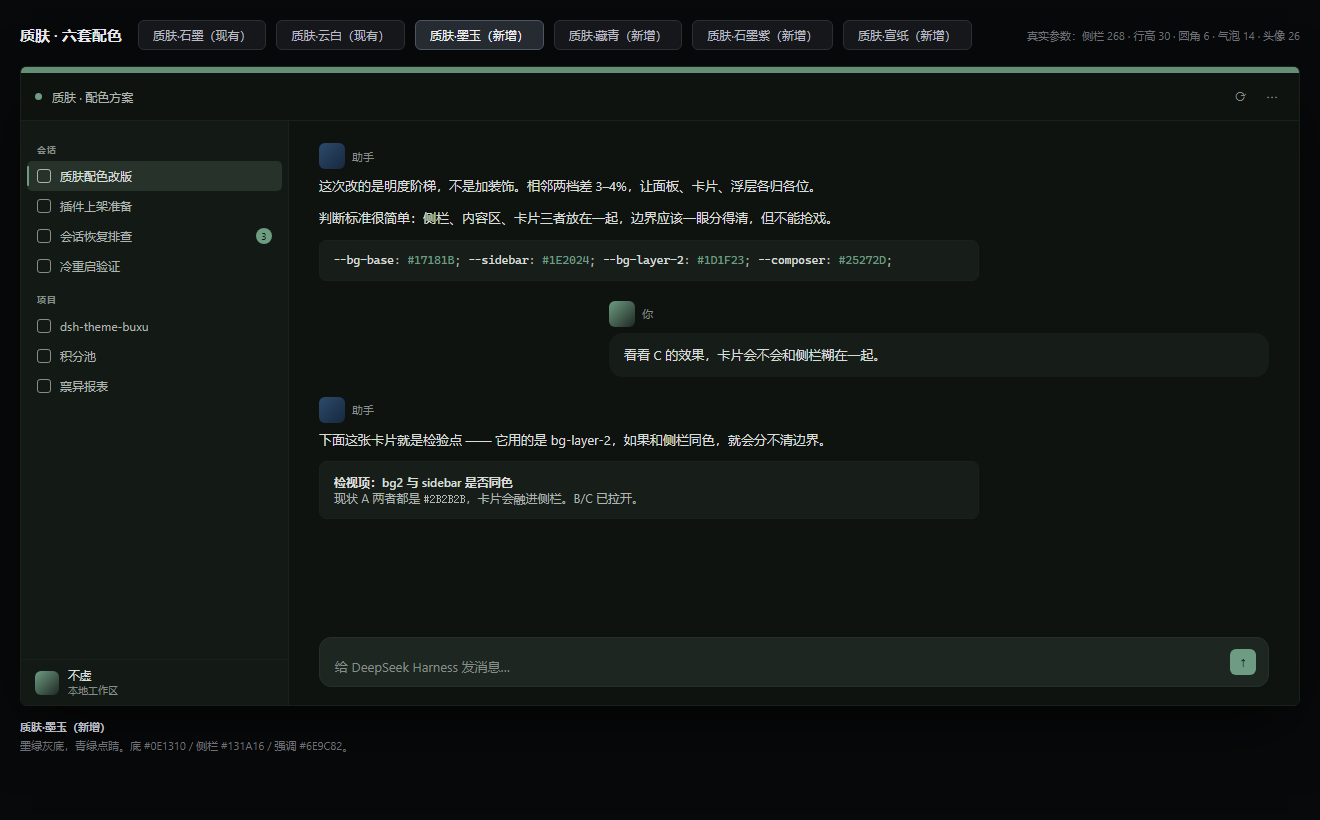 质肤 · 六套配色
质肤·石墨（现有）
质肤·云白（现有）
质肤·墨玉（新增）
质肤·藏青（新增）
质肤·石墨紫（新增）
质肤·宣纸（新增）
真实参数：侧栏 268 · 行高 30 · 圆角 6 · 气泡 14 · 头像 26
质肤 · 配色方案
会话
质肤配色改版
插件上架准备
会话恢复排查
3
冷重启验证
项目
dsh-theme-buxu
积分池
票异报表
不虚
本地工作区
助手
这次改的是明度阶梯，不是加装饰。相邻两档差 3–4%，让面板、卡片、浮层各归各位。
判断标准很简单：侧栏、内容区、卡片三者放在一起，边界应该一眼分得清，但不能抢戏。
--bg-base: #17181B; --sidebar: #1E2024; --bg-layer-2: #1D1F23; --composer: #25272D;
你
看看 C 的效果，卡片会不会和侧栏糊在一起。
助手
下面这张卡片就是检验点 —— 它用的是 bg-layer-2，如果和侧栏同色，就会分不清边界。
检视项：bg2 与 sidebar 是否同色
现状 A 两者都是 #2B2B2B，卡片会融进侧栏。B/C 已拉开。
给 DeepSeek Harness 发消息...
↑
质肤·墨玉（新增）
墨绿灰底，青绿点睛。底 #0E1310 / 侧栏 #131A16 / 强调 #6E9C82。